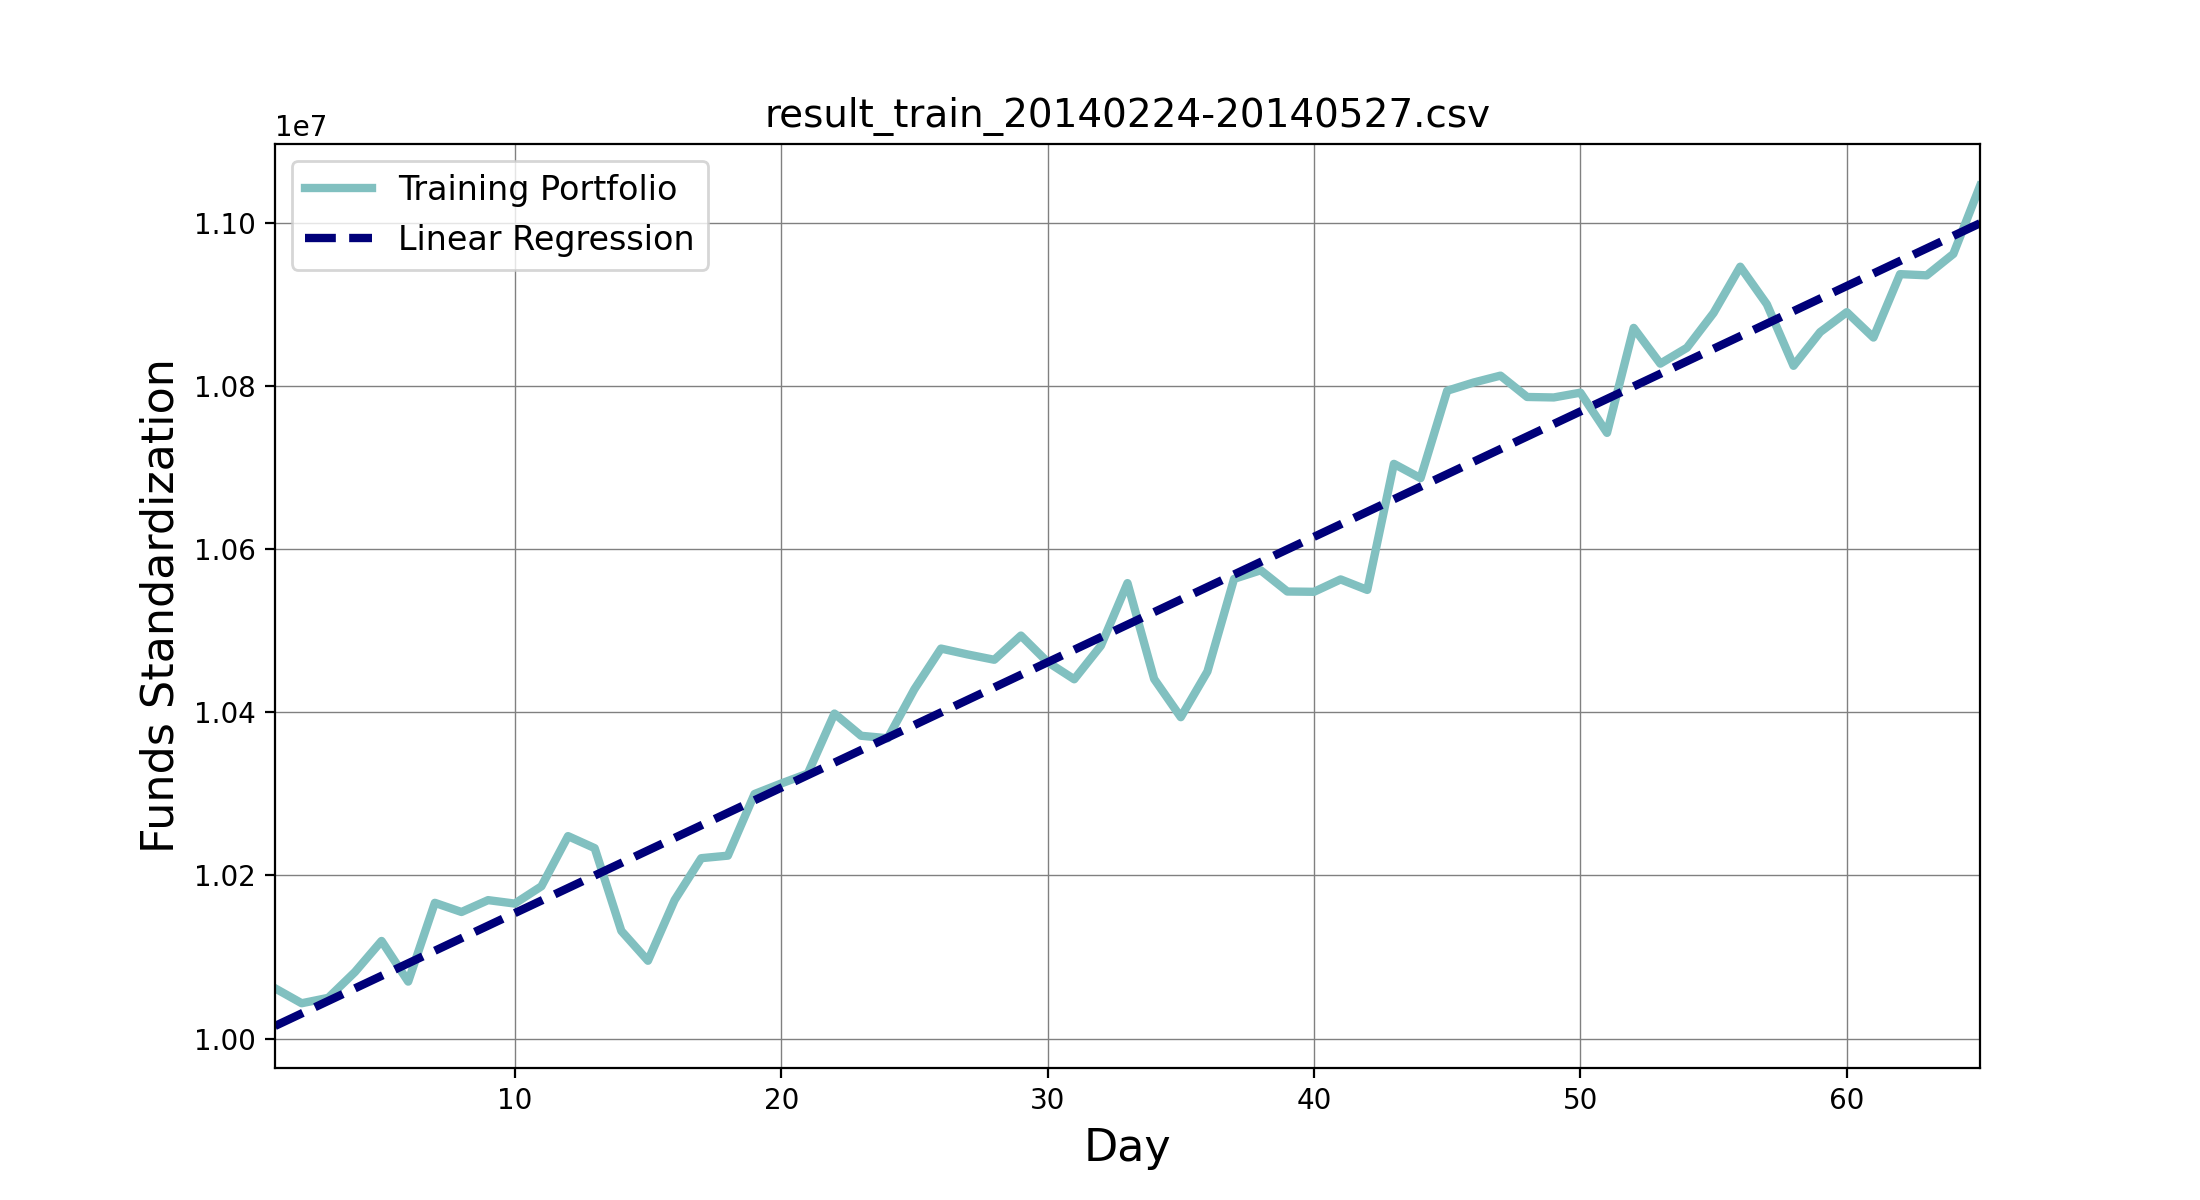 result_train_20140224-20140527.csv
1e7
Training Portfolio
Linear Regression
1.10
1.08
1.06
1.04
1.02
1.00
Funds Standardization
10 20 30 40 50 60
Day